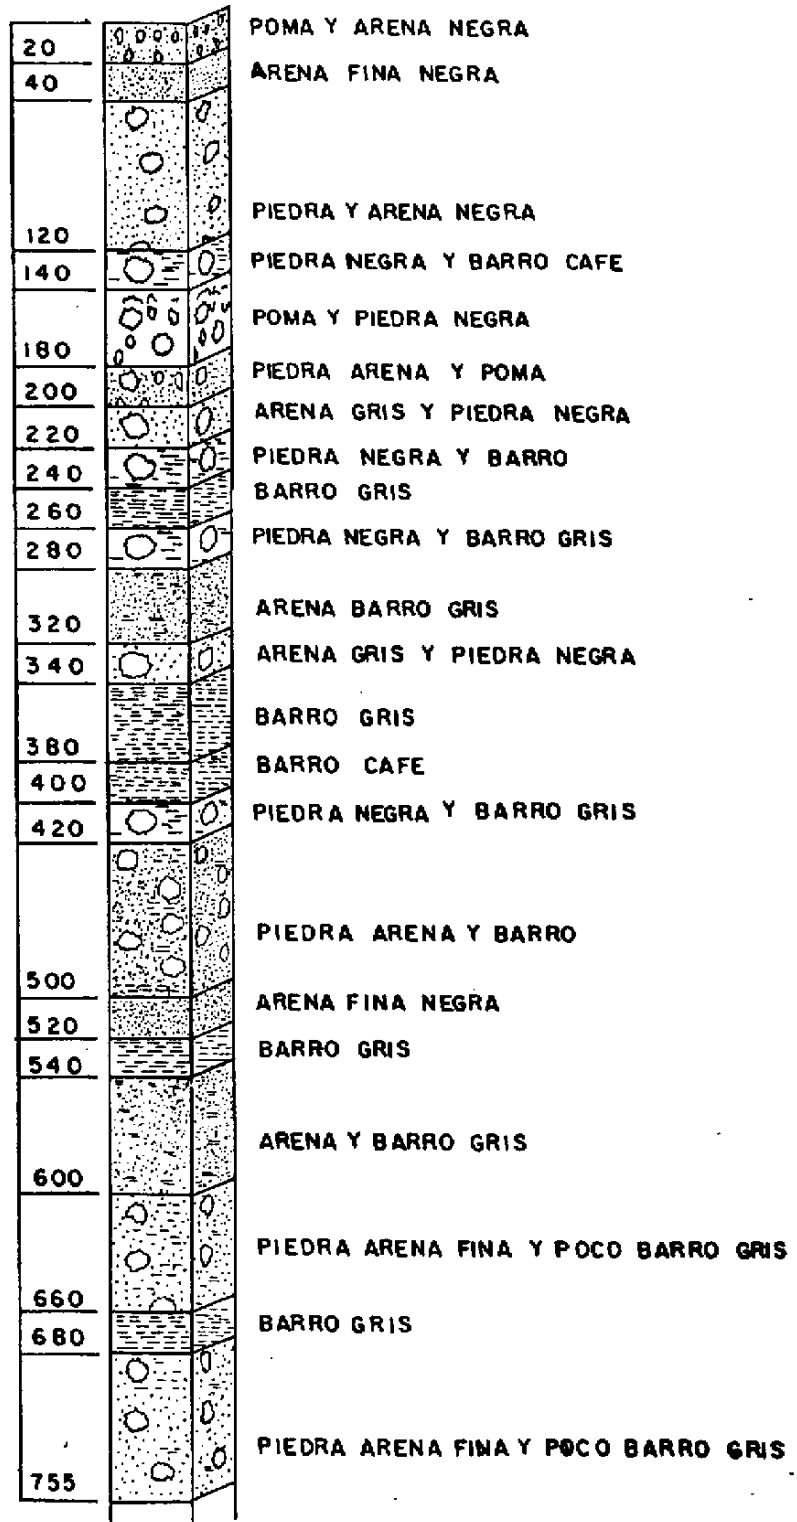 POMA Y ARENA NEGRA
20
ARENA FINA NEGRA
40
PIEDRA Y ARENA NEGRA
120
PIEDRA NEGRA Y BARRO CAFE
140
POMA Y PIEDRA NEGRA
180
PIEDRA ARENA Y POMA
200
ARENA GRIS Y PIEDRA NEGRA
220
PIEDRA NEGRA Y BARRO
240
BARRO GRIS
260
PIEDRA NEGRA Y BARRO GRIS
280
ARENA BARRO GRIS
320
ARENA GRIS Y PIEDRA NEGRA
340
BARRO GRIS
380
BARRO CAFE
400
PIEDRA NEGRA Y BARRO GRIS
420
PIEDRA ARENA Y BARRO
500
ARENA FINA NEGRA
520
BARRO GRIS
540
ARENA Y BARRO GRIS
600
PIEDRA ARENA FINA Y POCO BARRO GRIS
660
BARRO GRIS
680
PIEDRA ARENA FINA Y POCO BARRO GRIS
755